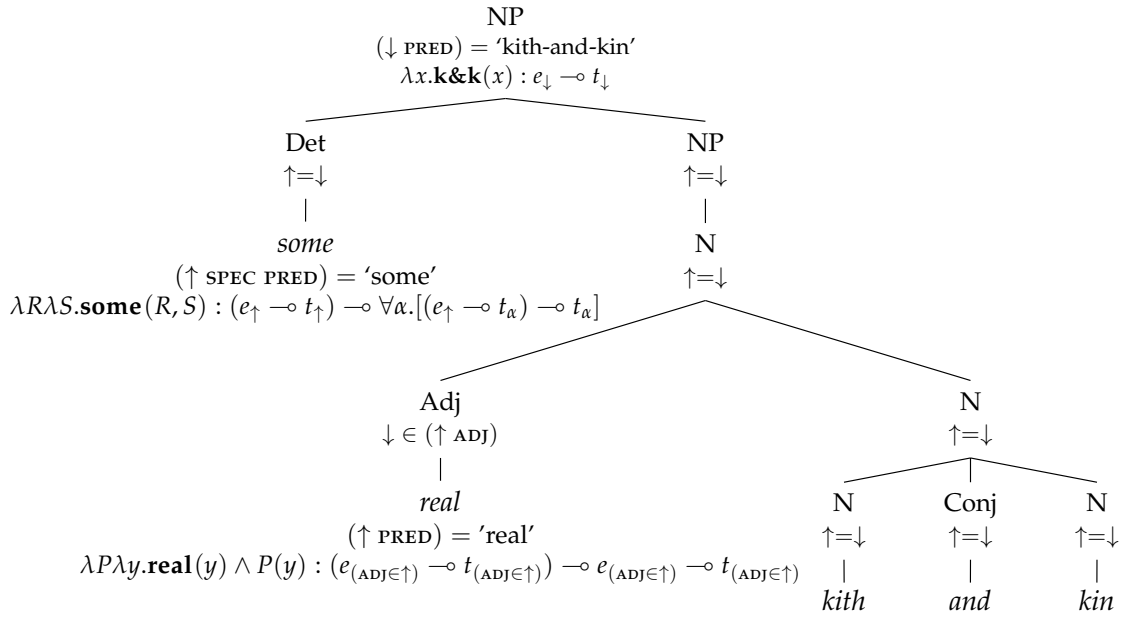 NP
(↓ PRED) = ‘kith-and-kin’
λx.k&k(x) : e↓ ⊸ t↓
Det NP
↑=↓ ↑=↓
some N
(↑ SPEC PRED) = ‘some’ ↑=↓
λRλS.some(R, S) : (e↑ ⊸ t↑) ⊸ ∀α.[(e↑ ⊸ tα) ⊸ tα]
Adj N
↓ ∈ (↑ ADJ) ↑=↓
real N Conj N
(↑ PRED) = ’real’ ↑=↓ ↑=↓ ↑=↓
λPλy.real(y) ∧ P(y) : (e(ADJ∈↑) ⊸ t(ADJ∈↑)) ⊸ e(ADJ∈↑) ⊸ t(ADJ∈↑)
kith and kin